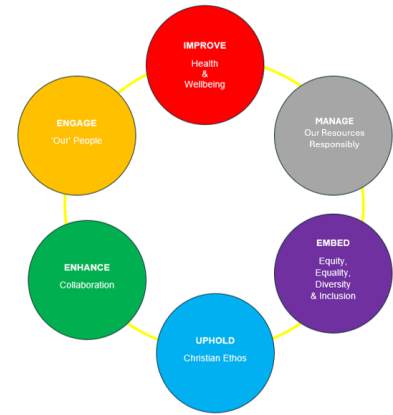 IMPROVE
Health
&
Wellbeing
MANAGE
Our Resources
Responsibly
EMBED
Equity,
Equality,
Diversity
& Inclusion
UPHOLD
Christian Ethos
ENHANCE
Collaboration
ENGAGE
'Our' People